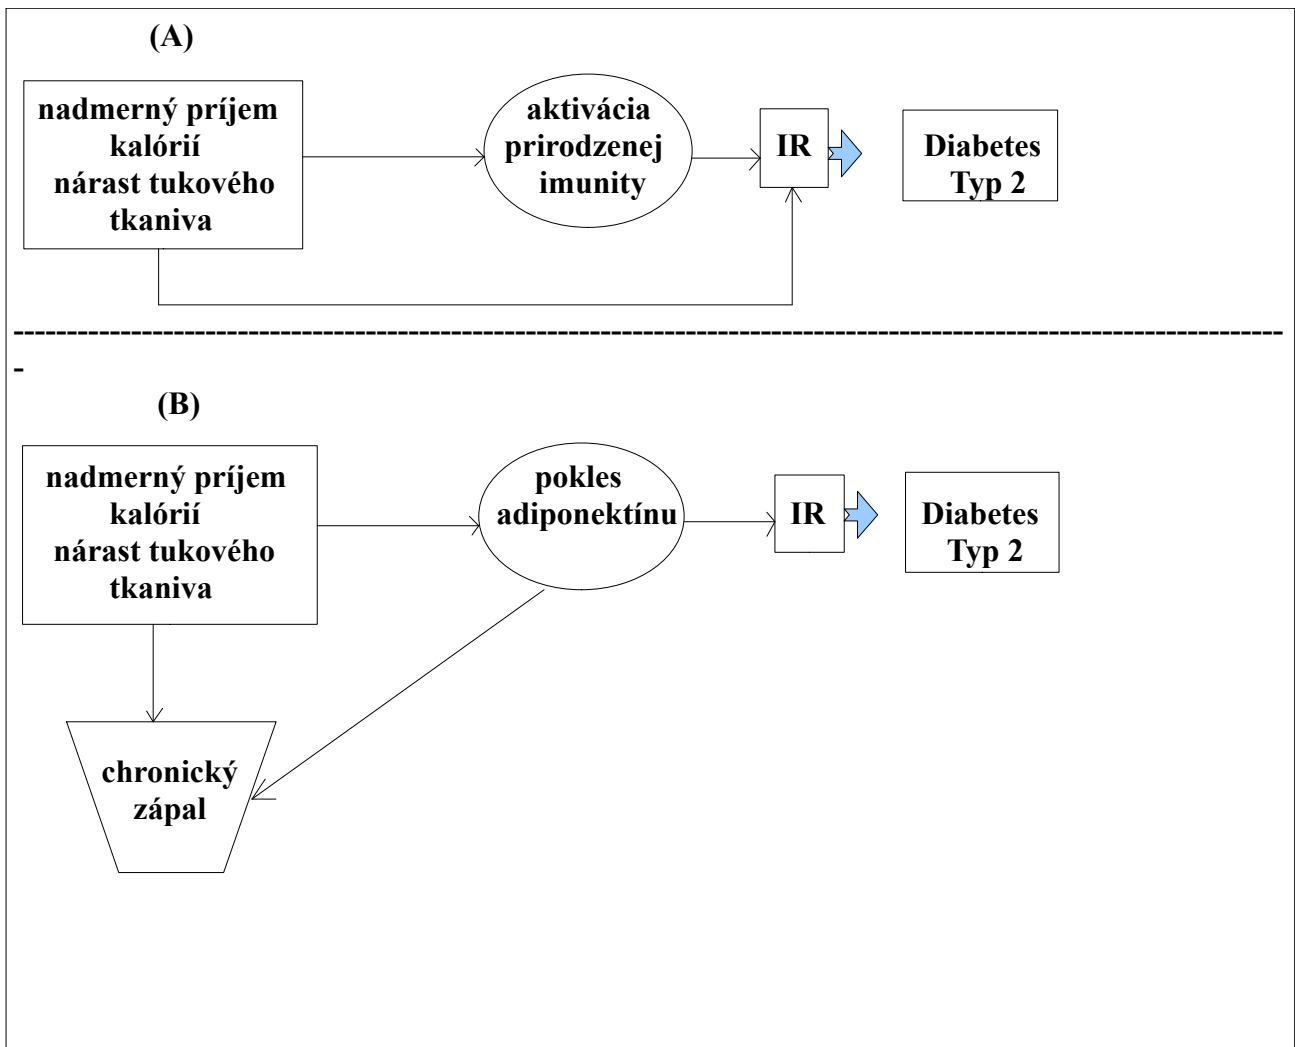 (A)
nadmerný príjem
kalórií
nárast tukového
tkaniva
aktivácia
prirodzenej
imunity
IR
Diabetes
Typ 2
-----------------------------------------------------------------------------------------
-
(B)
nadmerný príjem
kalórií
nárast tukového
tkaniva
pokles
adiponektínu
IR
Diabetes
Typ 2
chronický
zápal